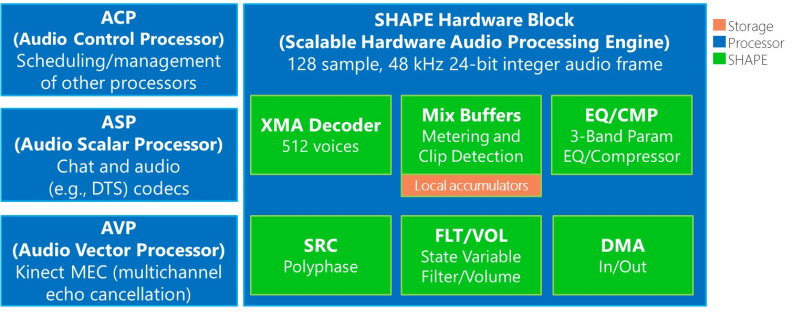 ACP
(Audio Control Processor)
Scheduling/management
of other processors
ASP
(Audio Scalar Processor)
Chat and audio
(e.g., DTS) codecs
AVP
(Audio Vector Processor)
Kinect MEC (multichannel
echo cancellation)
SHAPE Hardware Block
(Scalable Hardware Audio Processing Engine)
128 sample, 48 kHz 24-bit integer audio frame
XMA Decoder
512 voices
Mix Buffers
Metering and
Clip Detection
Local accumulators
EQ/CMP
3-Band Param
EQ/Compressor
SRC
Polyphase
FLT/VOL
State Variable
Filter/Volume
DMA
In/Out
Storage
Processor
SHAPE